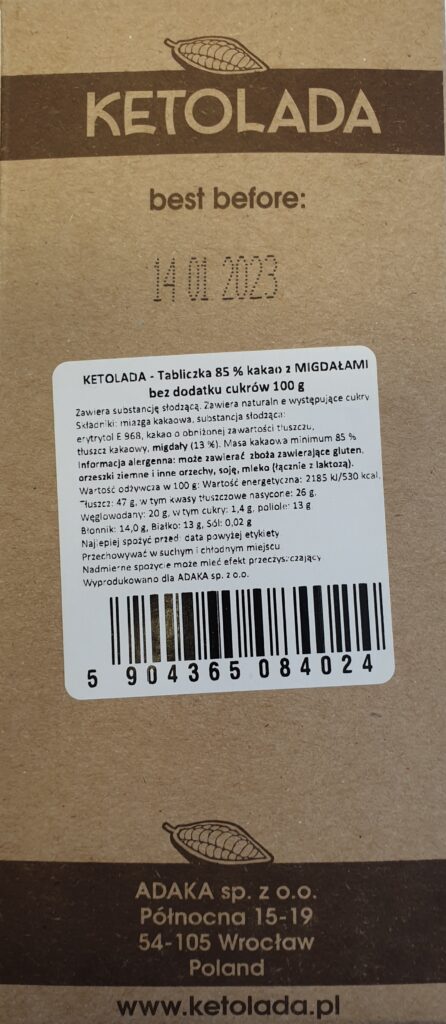 KETOLADA
best before:
14 01 2023
KETOLADA - Tabliczka 85 % kakao z MIGDAŁAMI
bez dodatku cukrów 100 g
Zawiera substancję słodzącą. Zawiera naturalnie występujące cukry
Składniki: miazga kakaowa, substancja słodząca:
erytrytol E 968, kakao o obniżonej zawartości tłuszczu,
tłuszcz kakaowy, migdały (13 %). Masa kakaowa minimum 85 %
Informacja alergenna: może zawierać zboża zawierające gluten,
orzeszki ziemne i inne orzechy, soję, mleko (łącznie z laktozą).
Wartość odżywcza w 100 g: Wartość energetyczna: 2185 kJ/530 kcal,
Tłuszcz: 47 g, w tym kwasy tłuszczowe nasycone: 26 g,
Węglowodany: 20 g, w tym cukry: 1,4 g, poliole: 13 g
Błonnik: 14,0 g, Białko: 13 g, Sól: 0,02 g
Najlepiej spożyć przed data powyżej etykiety
Przechowywać w suchym i chłodnym miejscu
Nadmierne spożycie może mieć efekt przeczyszczający
Wyprodukowano dla ADAKA sp. z o.o.
5 904365 084024
ADAKA sp. z o.o.
Północna 15-19
54-105 Wrocław
Poland
www.ketolada.pl